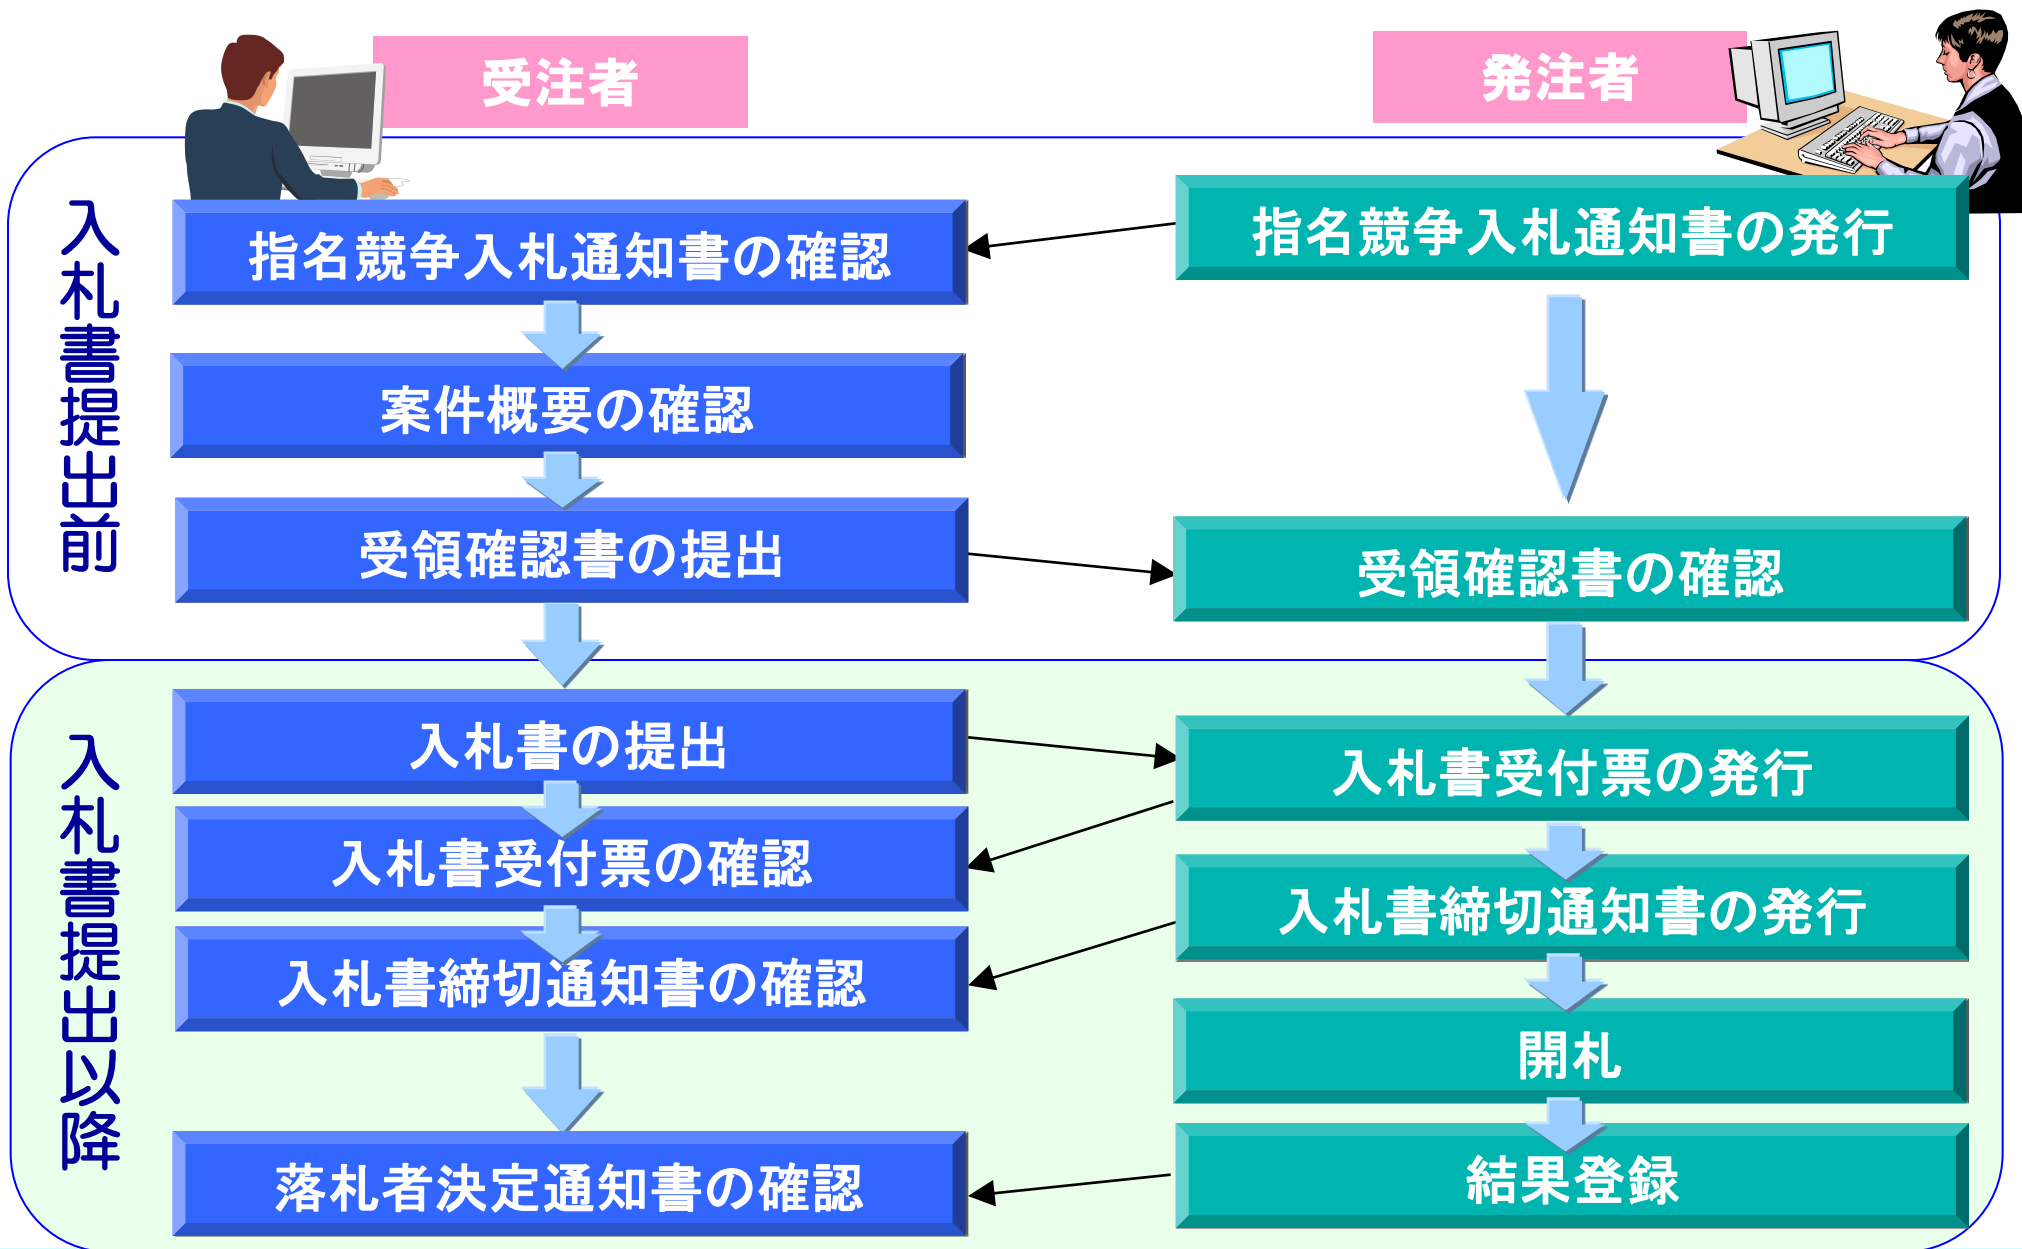 受注者
発注者
入札書提出前
指名競争入札通知書の確認
指名競争入札通知書の発行
案件概要の確認
受領確認書の提出
受領確認書の確認
入札書提出以降
入札書の提出
入札書受付票の発行
入札書受付票の確認
入札書締切通知書の発行
入札書締切通知書の確認
開札
落札者決定通知書の確認
結果登録